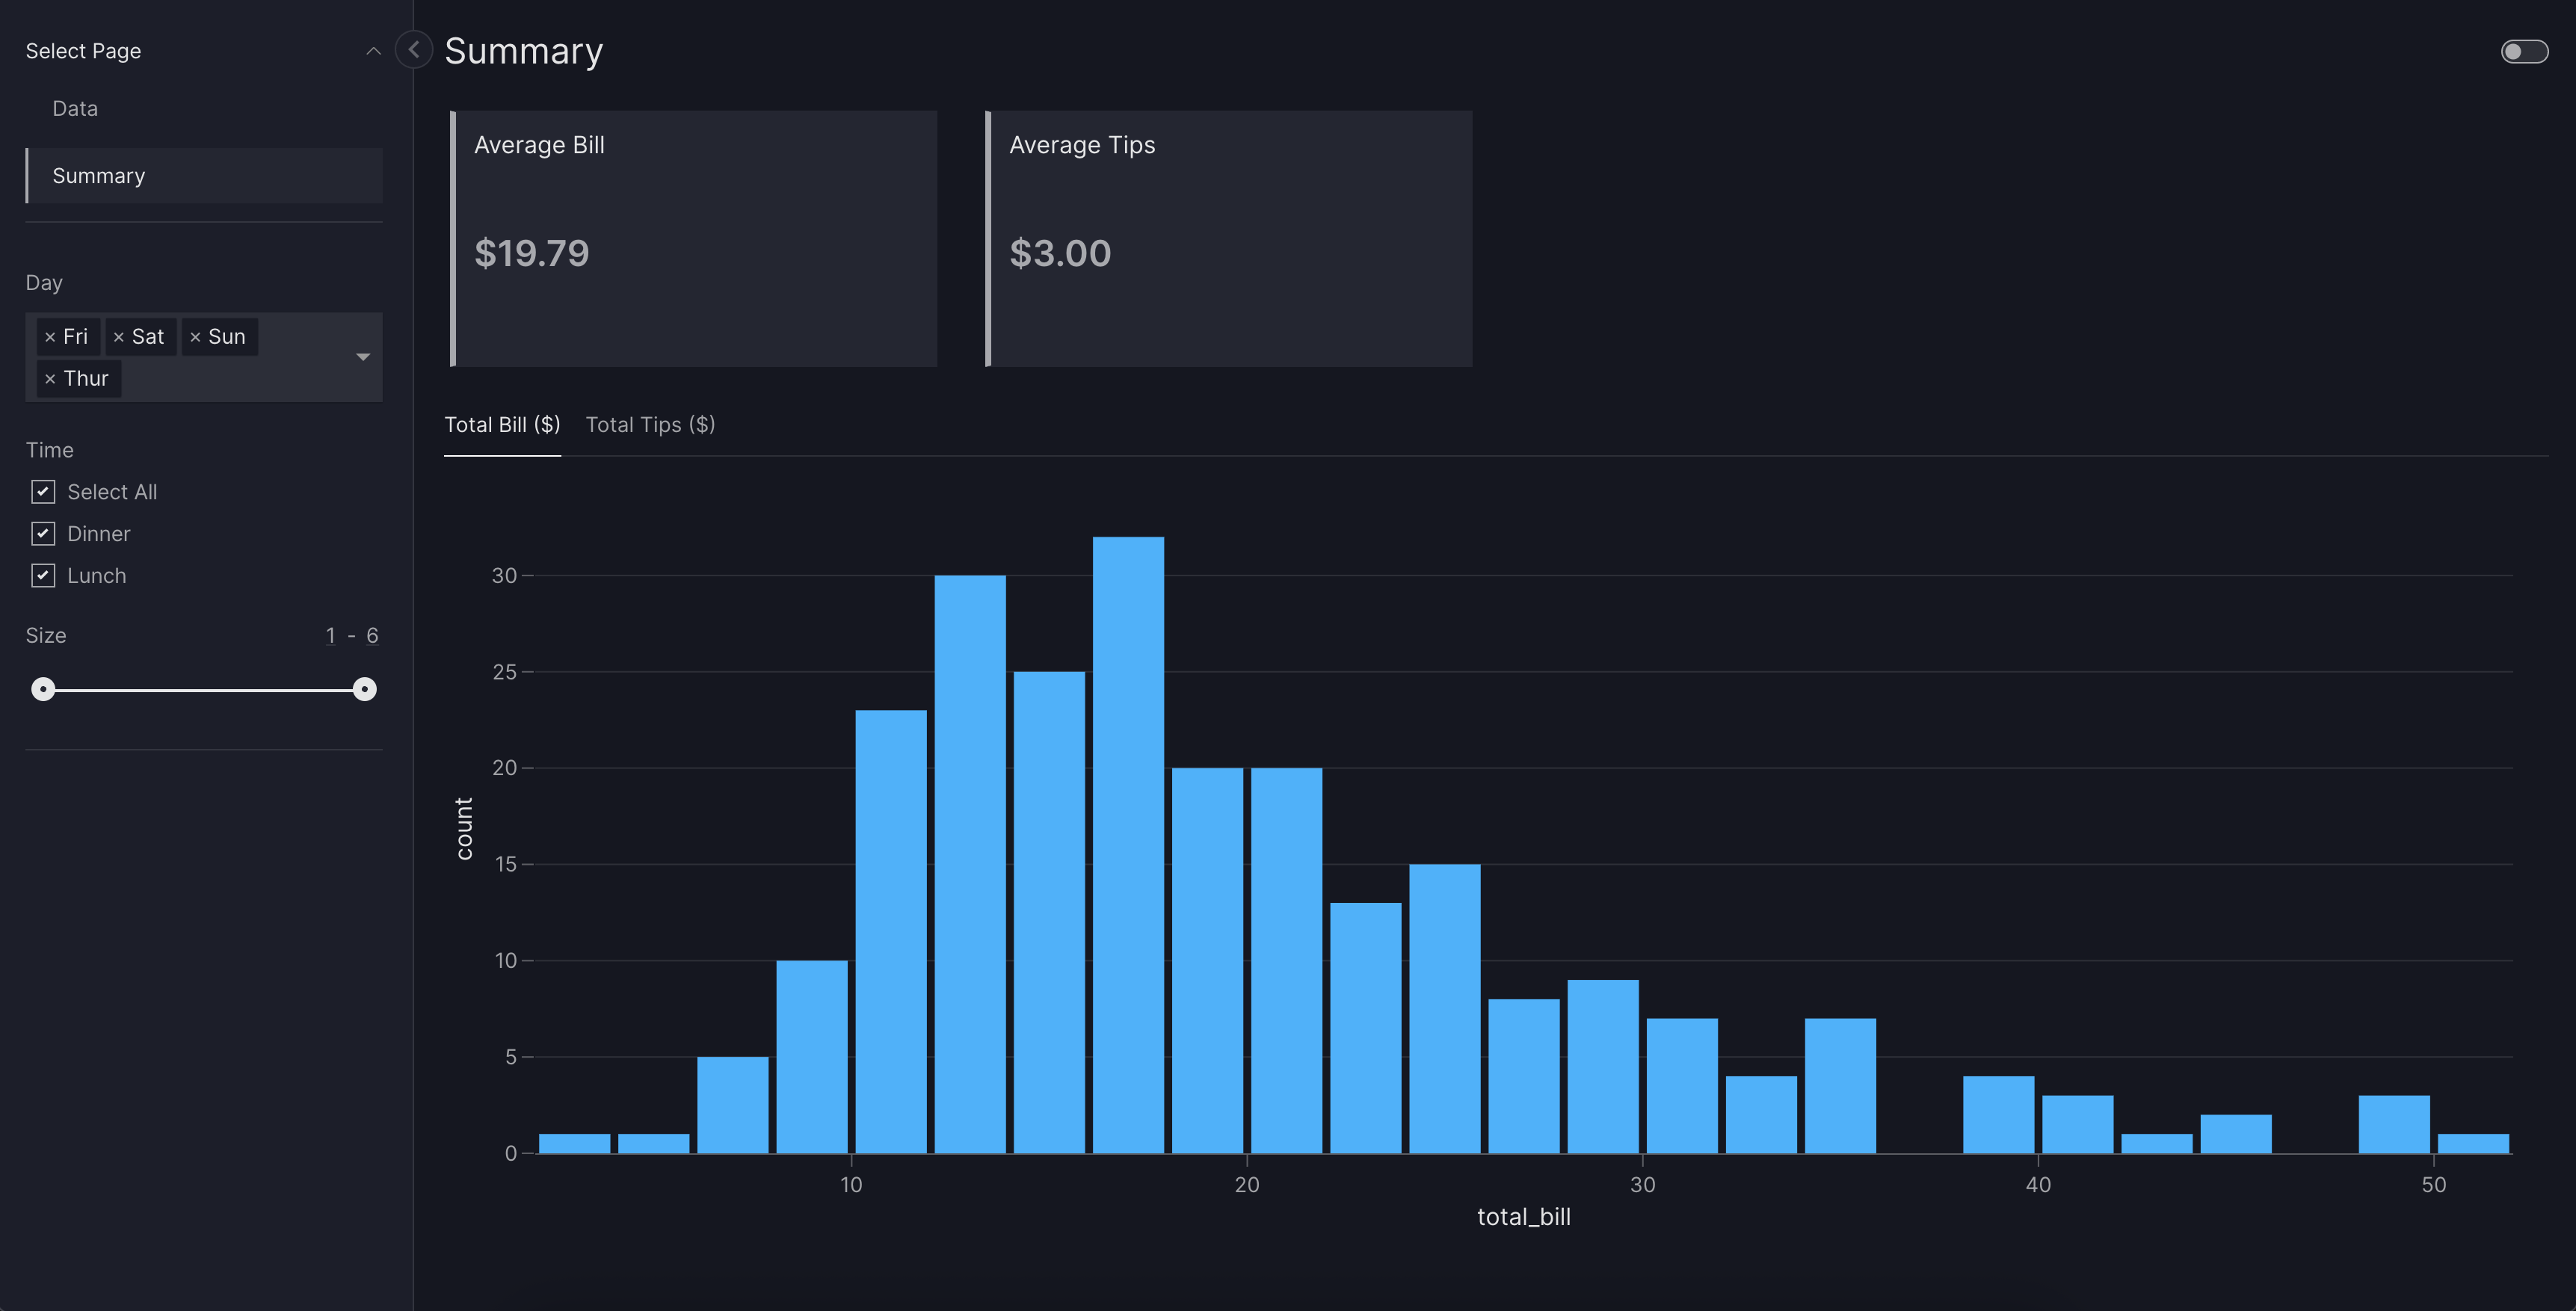 Select Page
Data
Summary
Day
× Fri × Sat × Sun
× Thur
Time
Select All
Dinner
Lunch
Size 1 - 6
Summary
Average Bill
$19.79
Average Tips
$3.00
Total Bill ($) Total Tips ($)
30
25
20
15
10
5
0
count
10 20 30 40 50
total_bill